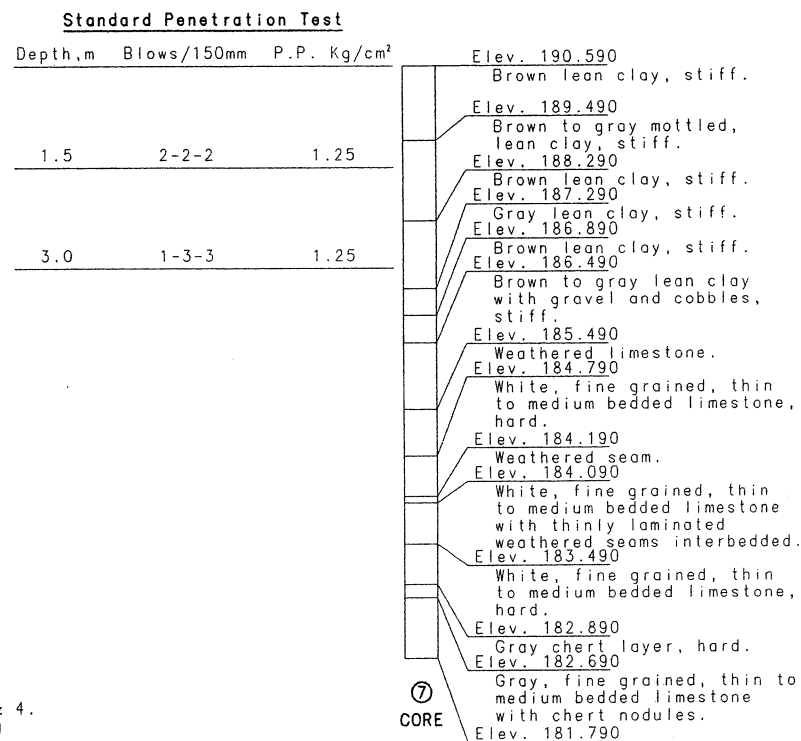 Standard Penetration Test
Depth,m Blows/150mm P.P. Kg/cm²
1.5 2-2-2 1.25
3.0 1-3-3 1.25
Elev. 190.590
Brown lean clay, stiff.
Elev. 189.490
Brown to gray mottled,
lean clay, stiff.
Elev. 188.290
Brown lean clay, stiff.
Elev. 187.290
Gray lean clay, stiff.
Elev. 186.890
Brown lean clay, stiff.
Elev. 186.490
Brown to gray lean clay
with gravel and cobbles,
stiff.
Elev. 185.490
Weathered limestone.
Elev. 184.790
White, fine grained, thin
to medium bedded limestone,
hard.
Elev. 184.190
Weathered seam.
Elev. 184.090
White, fine grained, thin
to medium bedded limestone
with thinly laminated
weathered seams interbedded.
Elev. 183.490
White, fine grained, thin
to medium bedded limestone,
hard.
Elev. 182.890
Gray chert layer, hard.
Elev. 182.690
Gray, fine grained, thin to
medium bedded limestone
with chert nodules.
Elev. 181.790
7
CORE
4.